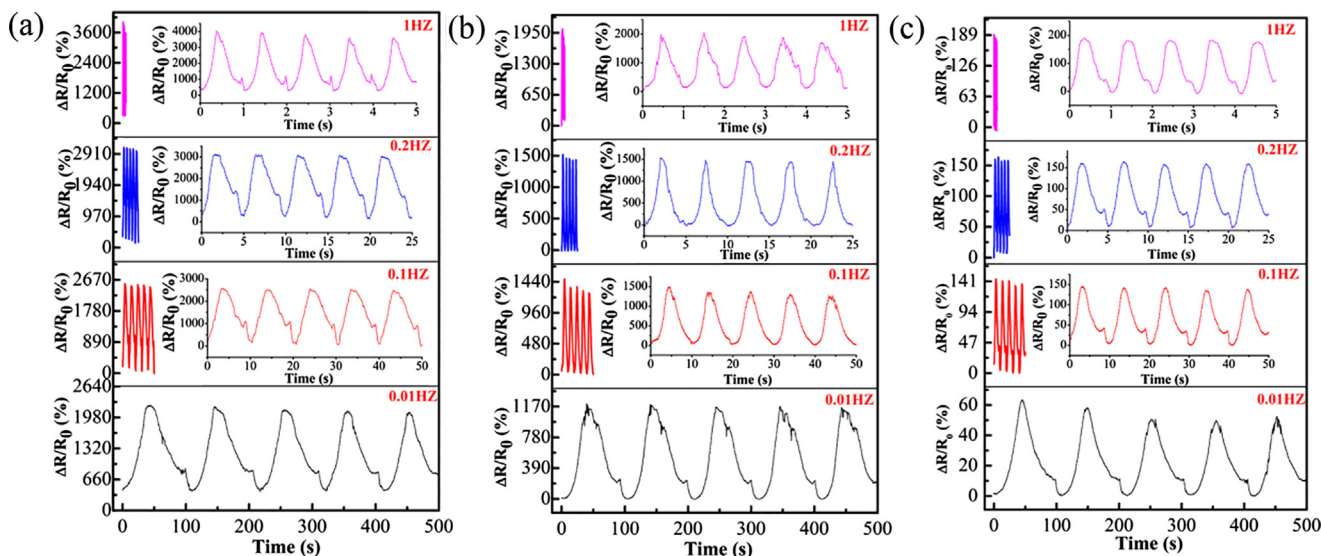 (a)
ΔR/R0 (%)
3600
2400
1200
0
1HZ
ΔR/R0 (%)
4000
3000
2000
1000
0
0 1 2 3 4 5
Time (s)
ΔR/R0 (%)
2910
1940
970
0
0.2HZ
ΔR/R0 (%)
3000
2000
1000
0
0 5 10 15 20 25
Time (s)
ΔR/R0 (%)
2670
1780
890
0
0.1HZ
ΔR/R0 (%)
3000
2000
1000
0
0 10 20 30 40 50
Time (s)
ΔR/R0 (%)
2640
1980
1320
660
0
0.01HZ
0 100 200 300 400 500
Time (s)
(b)
ΔR/R0 (%)
1950
1300
650
0
1HZ
ΔR/R0 (%)
2000
1000
0
0 1 2 3 4 5
Time (s)
ΔR/R0 (%)
1500
1000
500
0
0.2HZ
ΔR/R0 (%)
1500
1000
500
0
0 5 10 15 20 25
Time (s)
ΔR/R0 (%)
1440
960
480
0
0.1HZ
ΔR/R0 (%)
1500
1000
500
0
0 10 20 30 40 50
Time (s)
ΔR/R0 (%)
1170
780
390
0
0.01HZ
0 100 200 300 400 500
Time (s)
(c)
ΔR/R0 (%)
189
126
63
0
1HZ
ΔR/R0 (%)
200
100
0
0 1 2 3 4 5
Time (s)
ΔR/R0 (%)
150
100
50
0
0.2HZ
ΔR/R0 (%)
150
100
50
0
0 5 10 15 20 25
Time (s)
ΔR/R0 (%)
141
94
47
0
0.1HZ
ΔR/R0 (%)
150
100
50
0
0 10 20 30 40 50
Time (s)
ΔR/R0 (%)
60
40
20
0
0.01HZ
0 100 200 300 400 500
Time (s)